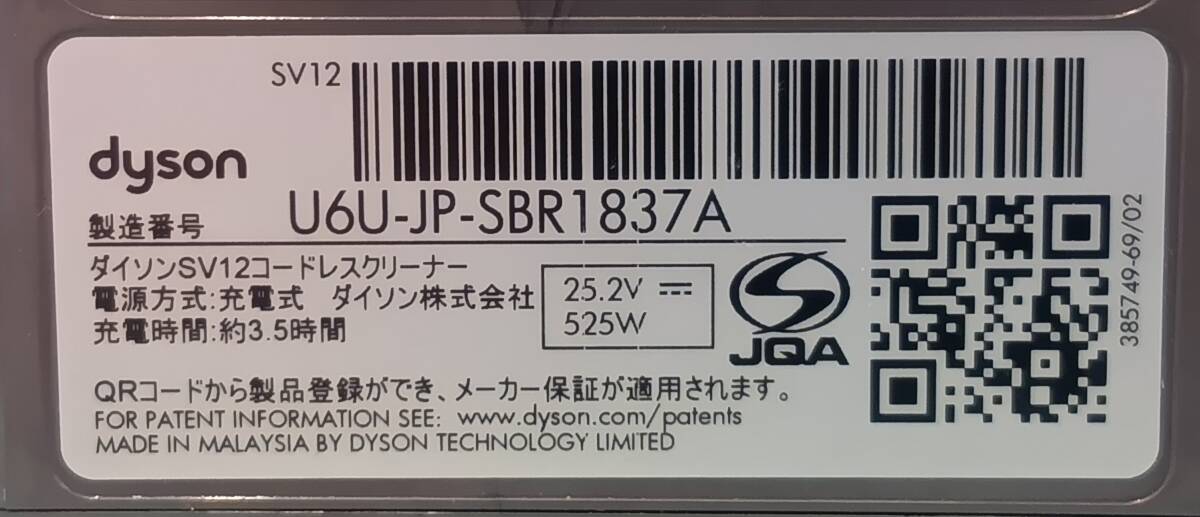 SV12
dyson
製造番号 U6U-JP-SBR1837A
ダイソンSV12コードレスクリーナー
電源方式:充電式 ダイソン株式会社
充電時間:約3.5時間
25.2V ⎓
525W
JQA
385749-69/02
QRコードから製品登録ができ、メーカー保証が適用されます。
FOR PATENT INFORMATION SEE: www.dyson.com/patents
MADE IN MALAYSIA BY DYSON TECHNOLOGY LIMITED